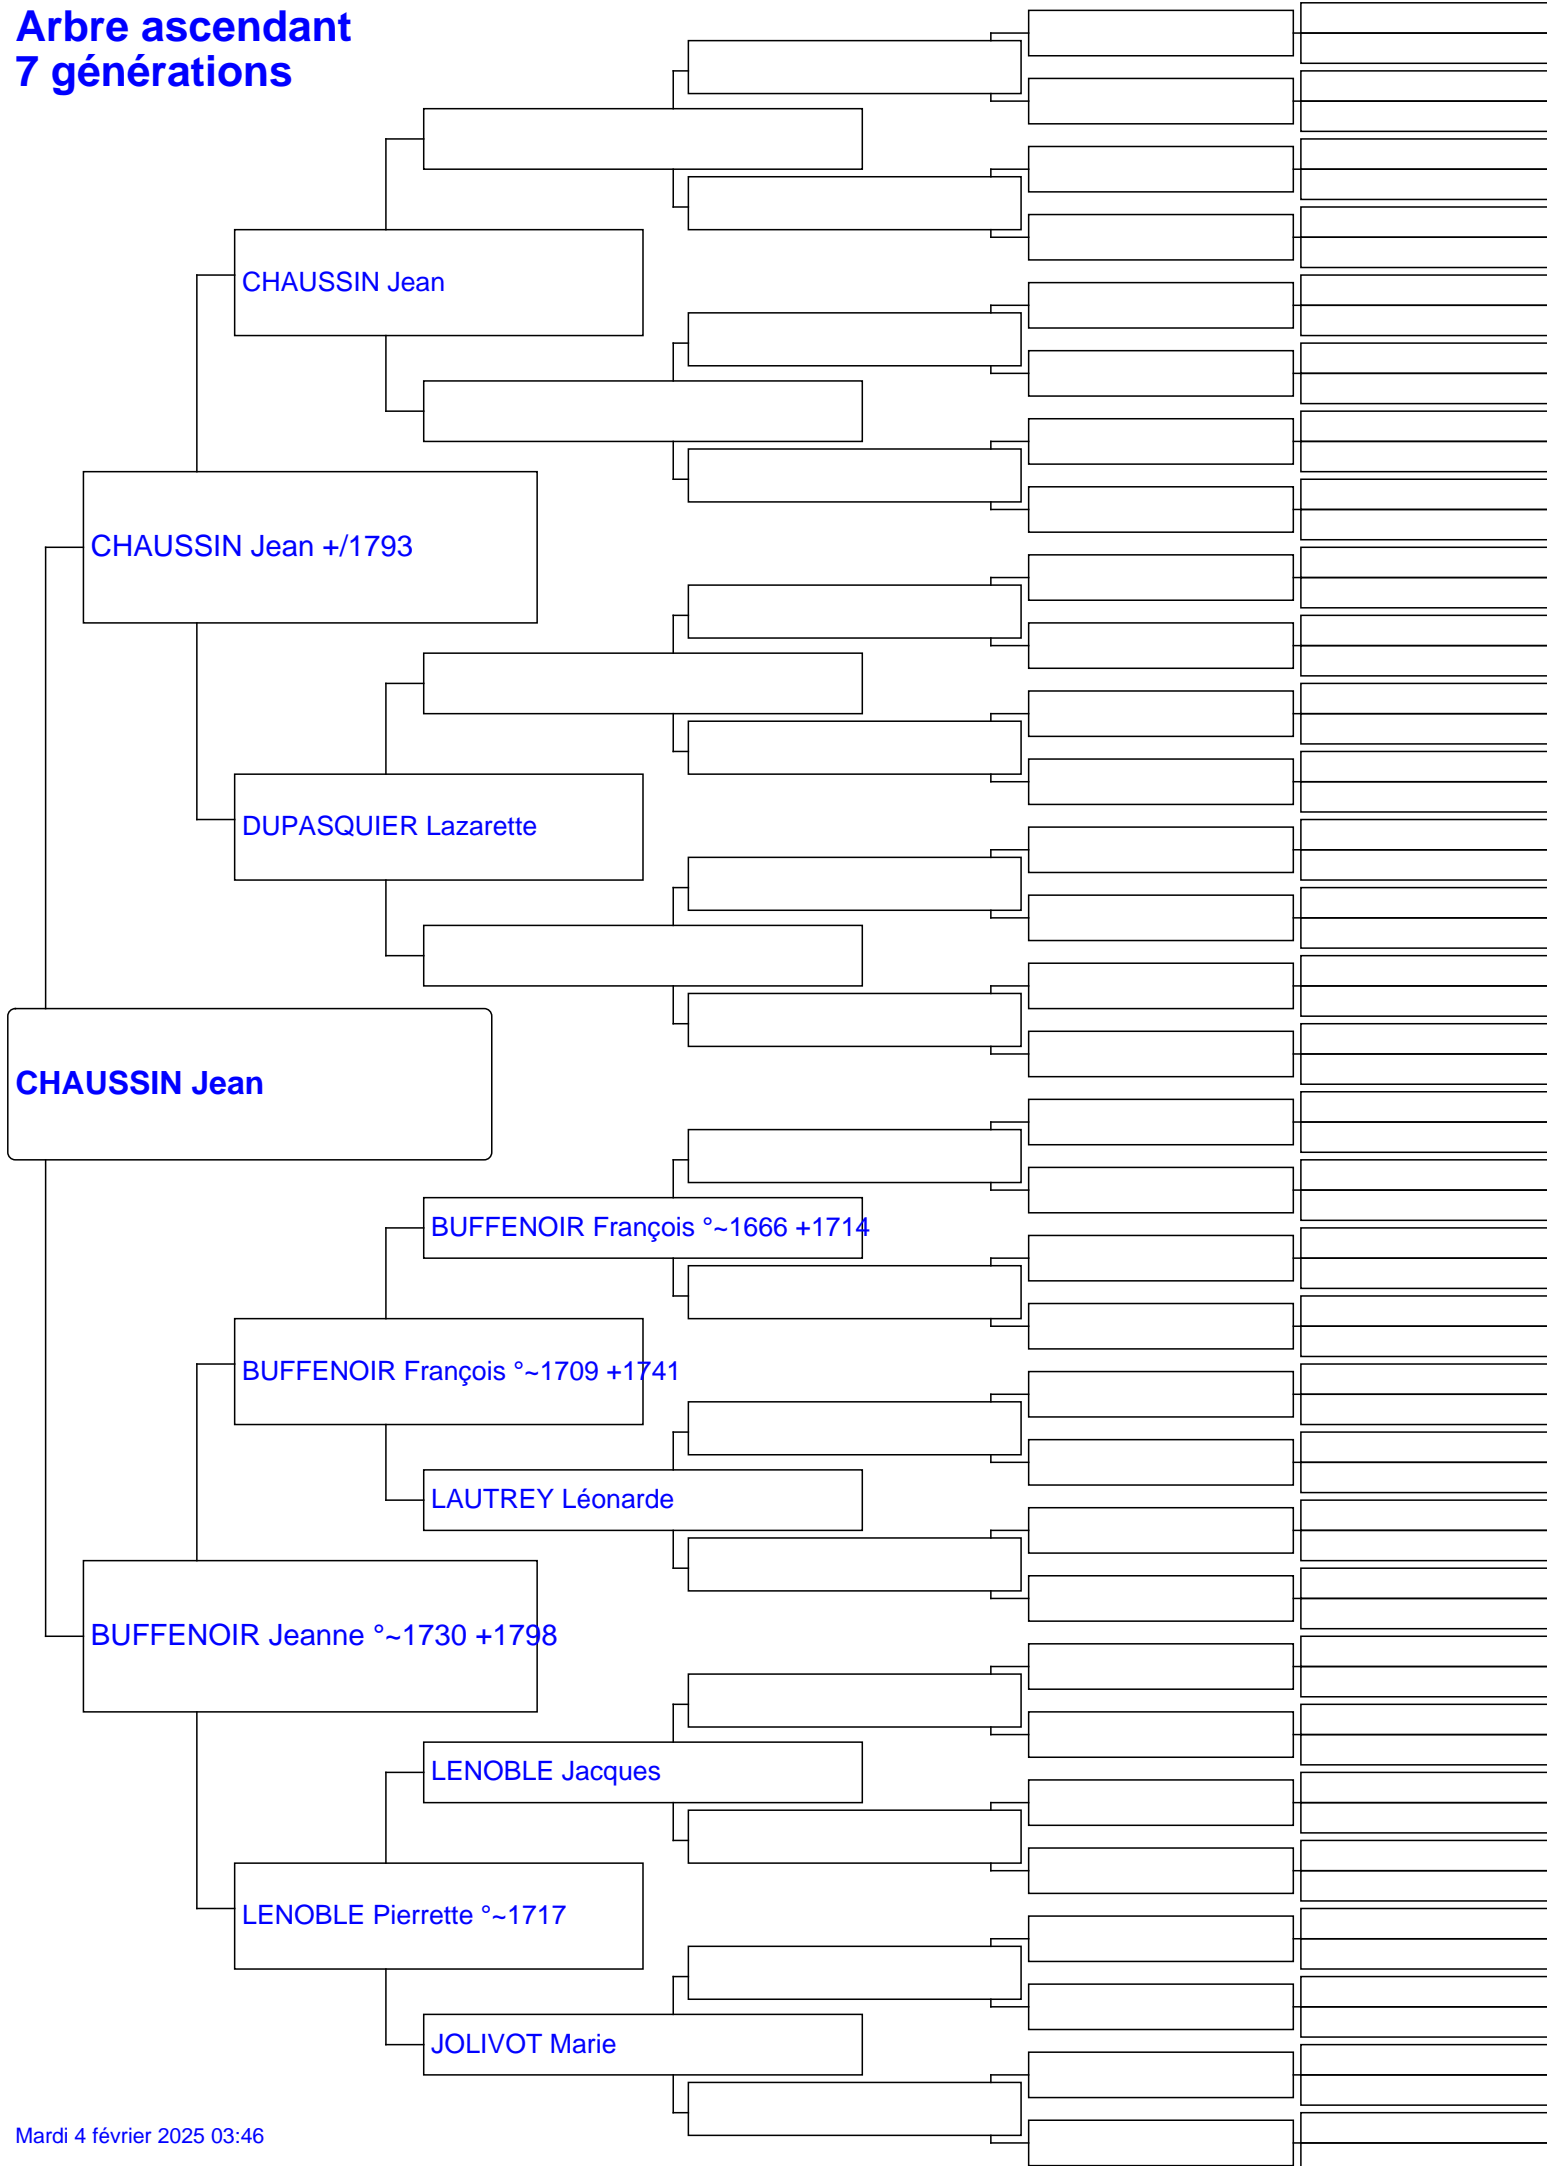 Arbre ascendant
7 générations
CHAUSSIN Jean
CHAUSSIN Jean +/1793
DUPASQUIER Lazarette
CHAUSSIN Jean
BUFFENOIR François °~1666 +1714
BUFFENOIR François °~1709 +1741
LAUTREY Léonarde
BUFFENOIR Jeanne °~1730 +1798
LENOBLE Jacques
LENOBLE Pierrette °~1717
JOLIVOT Marie
Mardi 4 février 2025 03:46